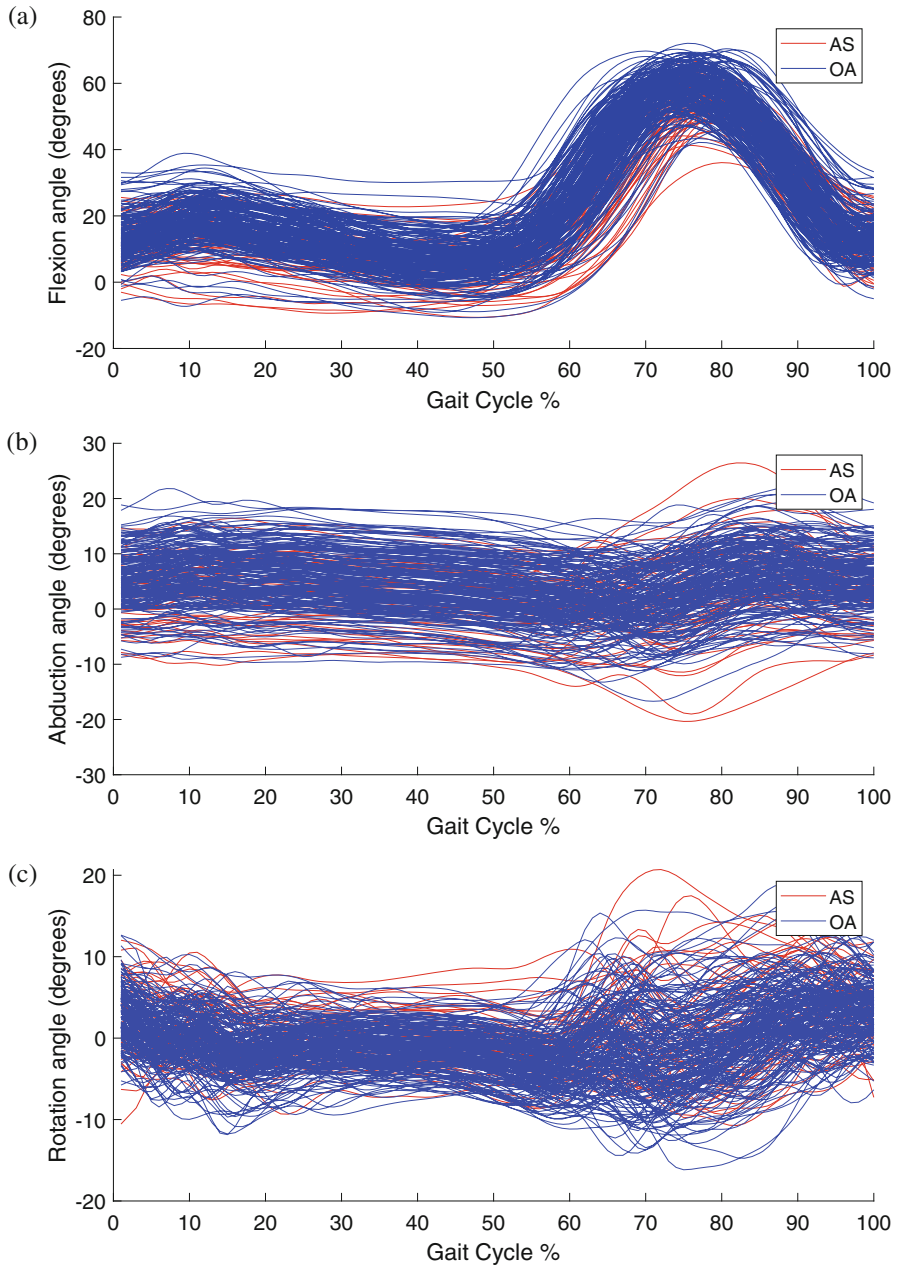 (a)
80
60
40
20
0
-20
Flexion angle (degrees)
AS
OA
0 10 20 30 40 50 60 70 80 90 100
Gait Cycle %
(b)
30
20
10
0
-10
-20
-30
Abduction angle (degrees)
AS
OA
0 10 20 30 40 50 60 70 80 90 100
Gait Cycle %
(c)
20
10
0
-10
-20
Rotation angle (degrees)
AS
OA
0 10 20 30 40 50 60 70 80 90 100
Gait Cycle %